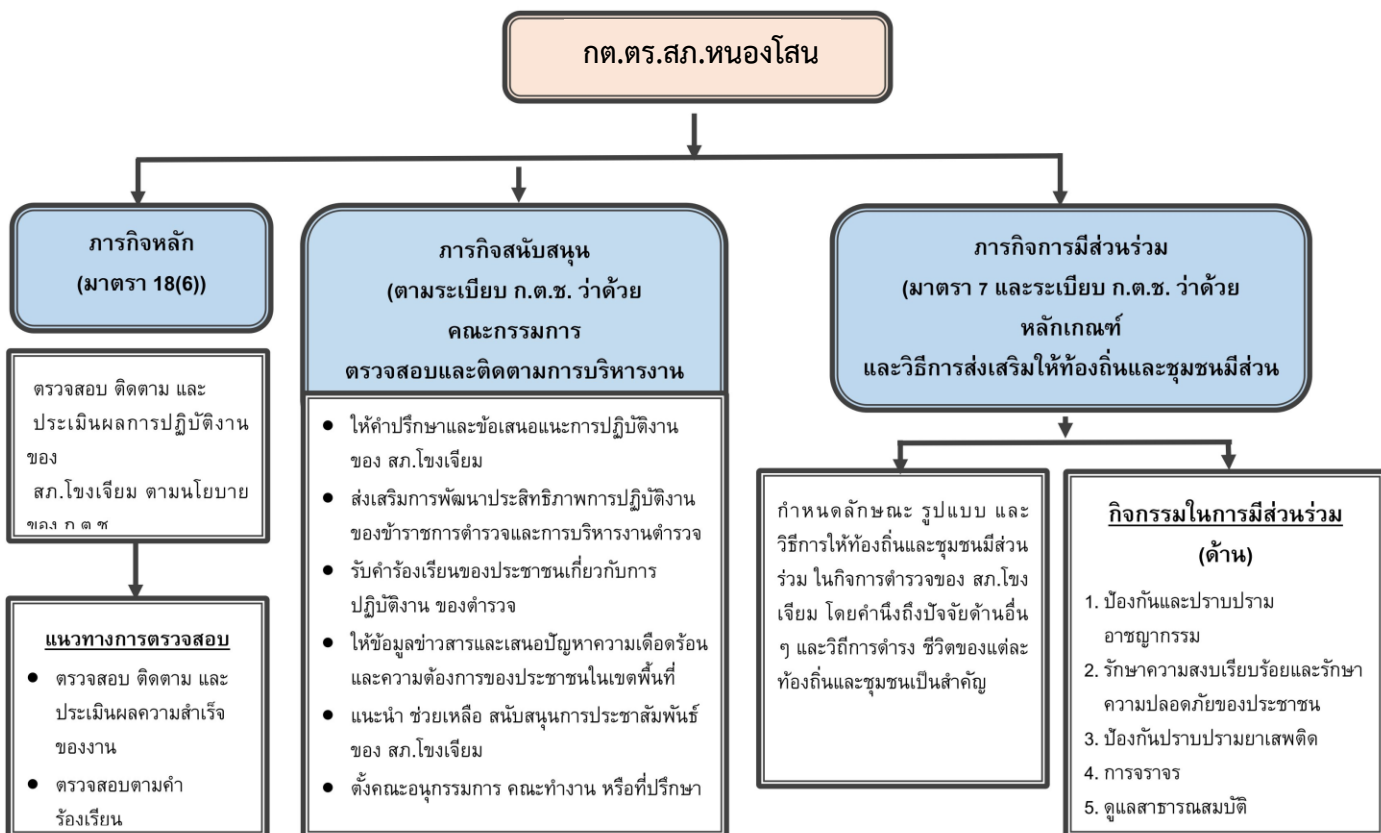 กต.ตร.สภ.หนองโสน
ภารกิจหลัก
(มาตรา 18(6))
ตรวจสอบ ติดตาม และ
ประเมินผลการปฏิบัติงาน
ของ
สภ.โขงเจียม ตามนโยบาย
ของ ก.ต.ช.
แนวทางการตรวจสอบ
● ตรวจสอบ ติดตาม และ
ประเมินผลความสำเร็จ
ของงาน
● ตรวจสอบตามคำ
ร้องเรียน
ภารกิจสนับสนุน
(ตามระเบียบ ก.ต.ช. ว่าด้วย
คณะกรรมการ
ตรวจสอบและติดตามการบริหารงาน
● ให้คำปรึกษาและข้อเสนอแนะการปฏิบัติงาน
ของ สภ.โขงเจียม
● ส่งเสริมการพัฒนาประสิทธิภาพการปฏิบัติงาน
ของข้าราชการตำรวจและการบริหารงานตำรวจ
● รับคำร้องเรียนของประชาชนเกี่ยวกับการ
ปฏิบัติงาน ของตำรวจ
● ให้ข้อมูลข่าวสารและเสนอปัญหาความเดือดร้อน
และความต้องการของประชาชนในเขตพื้นที่
● แนะนำ ช่วยเหลือ สนับสนุนการประชาสัมพันธ์
ของ สภ.โขงเจียม
● ตั้งคณะอนุกรรมการ คณะทำงาน หรือที่ปรึกษา
ภารกิจการมีส่วนร่วม
(มาตรา 7 และระเบียบ ก.ต.ช. ว่าด้วย
หลักเกณฑ์
และวิธีการส่งเสริมให้ท้องถิ่นและชุมชนมีส่วน
กำหนดลักษณะ รูปแบบ และ
วิธีการให้ท้องถิ่นและชุมชนมีส่วน
ร่วม ในกิจการตำรวจของ สภ.โขง
เจียม โดยคำนึงถึงปัจจัยด้านอื่น
ๆ และวิถีการดำรง ชีวิตของแต่ละ
ท้องถิ่นและชุมชนเป็นสำคัญ
กิจกรรมในการมีส่วนร่วม
(ด้าน)
1. ป้องกันและปราบปราม
อาชญากรรม
2. รักษาความสงบเรียบร้อยและรักษา
ความปลอดภัยของประชาชน
3. ป้องกันปราบปรามยาเสพติด
4. การจราจร
5. ดูแลสาธารณสมบัติ